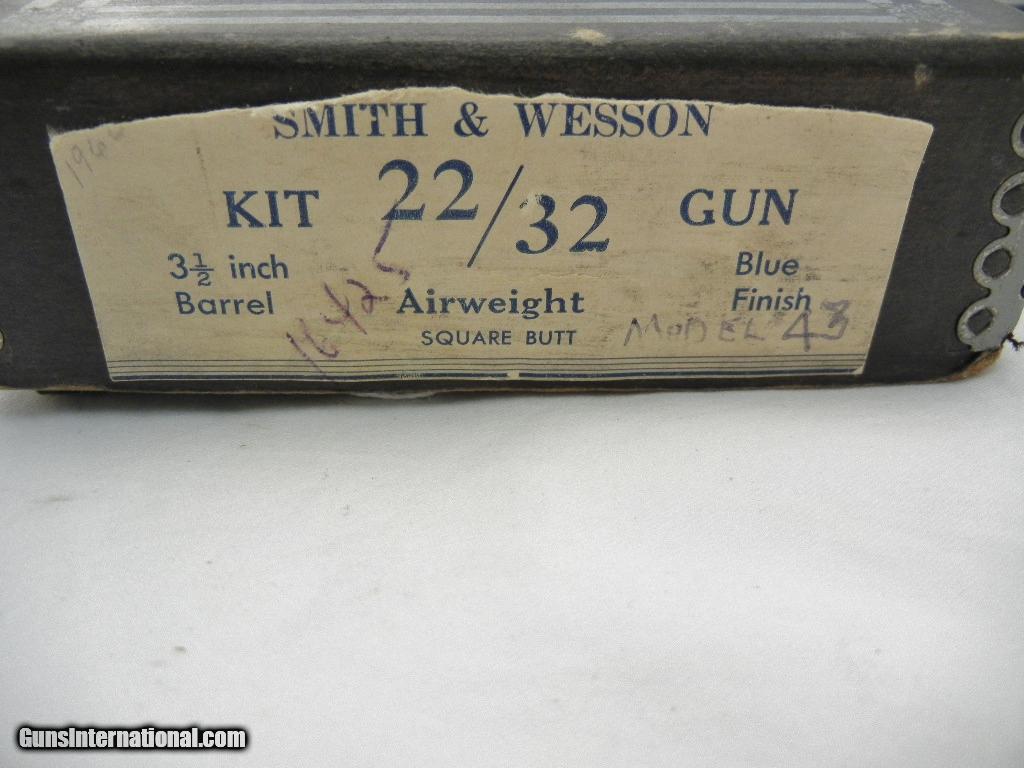 SMITH & WESSON
KIT 22/32 GUN
3½ inch Barrel
Airweight
SQUARE BUTT
Blue Finish
MODEL 43
GunsInternational.com